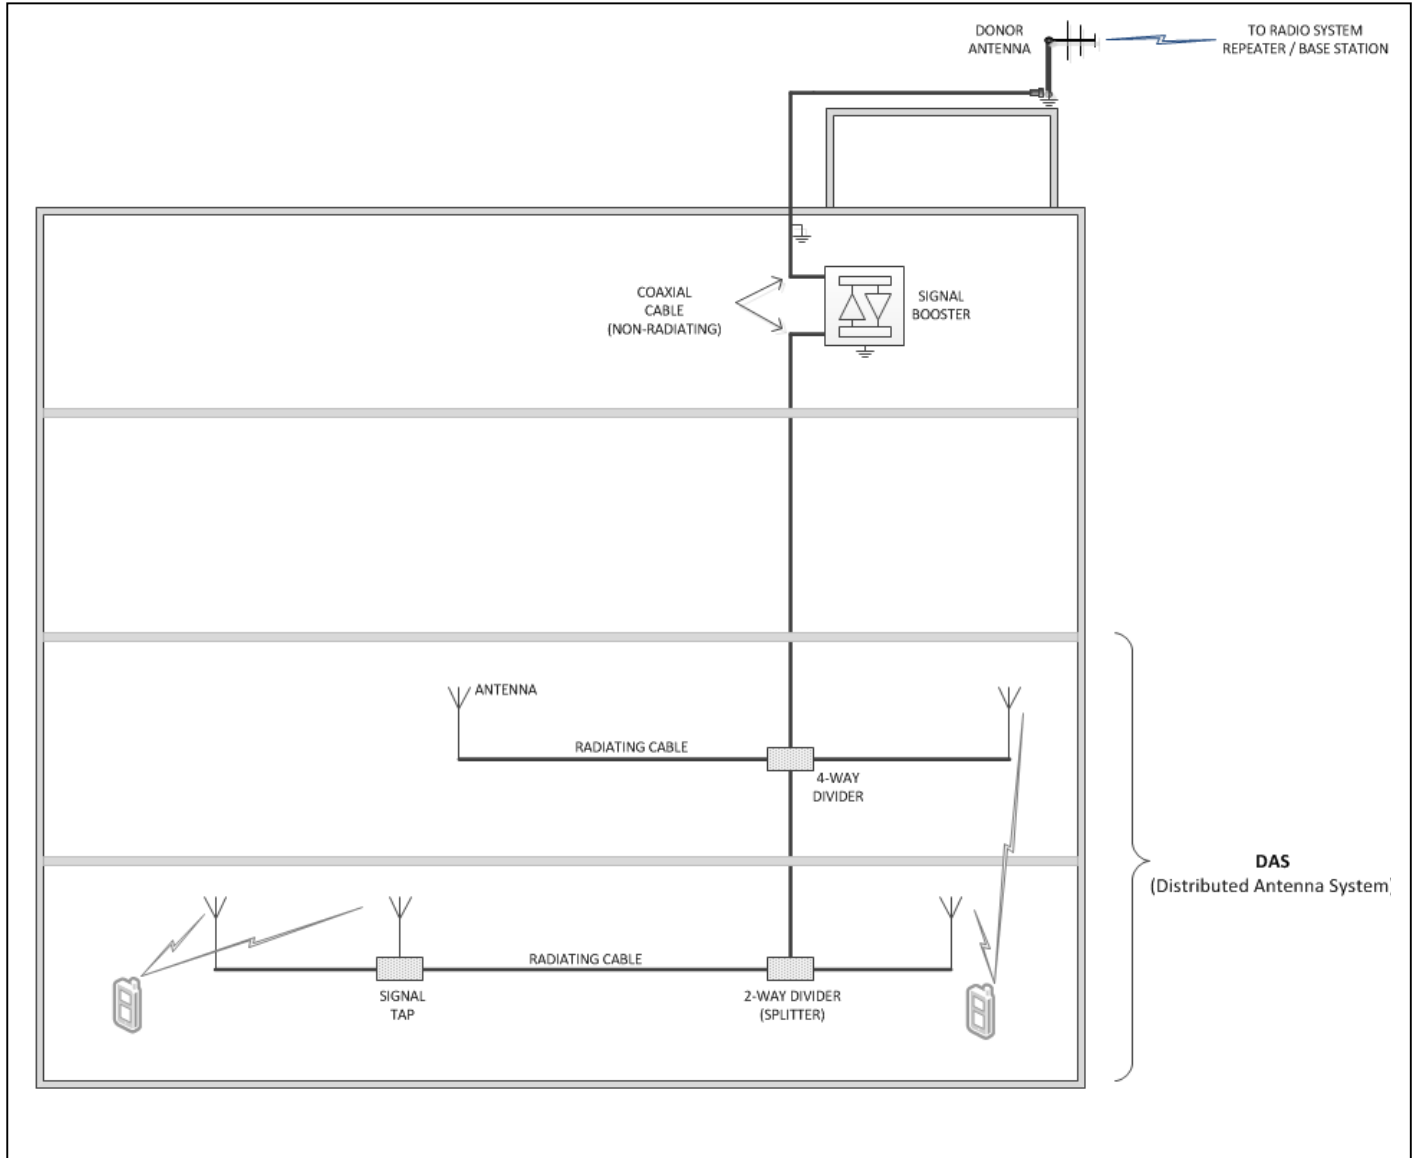 DONOR
ANTENNA
TO RADIO SYSTEM
REPEATER / BASE STATION
COAXIAL
CABLE
(NON-RADIATING)
SIGNAL
BOOSTER
ANTENNA
RADIATING CABLE
4-WAY
DIVIDER
DAS
(Distributed Antenna System)
RADIATING CABLE
SIGNAL
TAP
2-WAY DIVIDER
(SPLITTER)